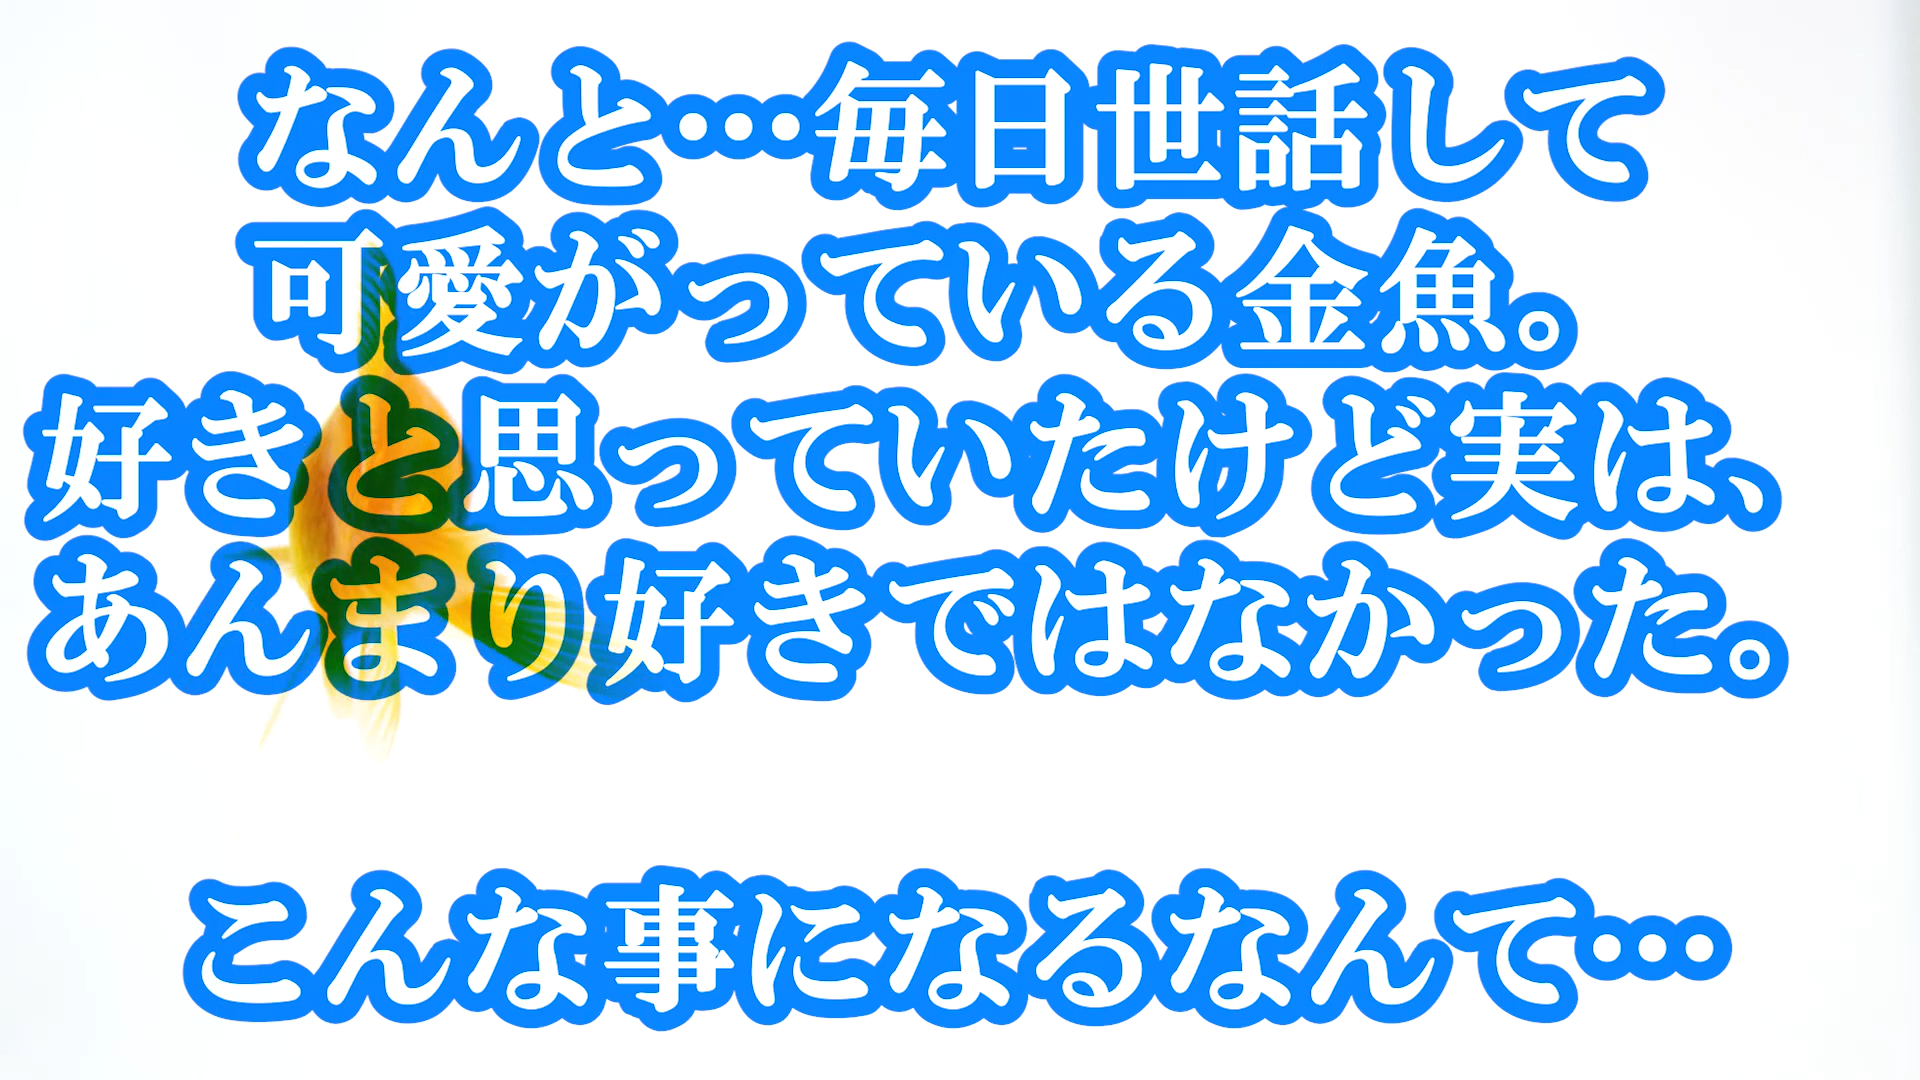 なんと…毎日世話して
可愛がっている金魚。
好きと思っていたけど実は、
あんまり好きではなかった。
こんな事になるなんて…